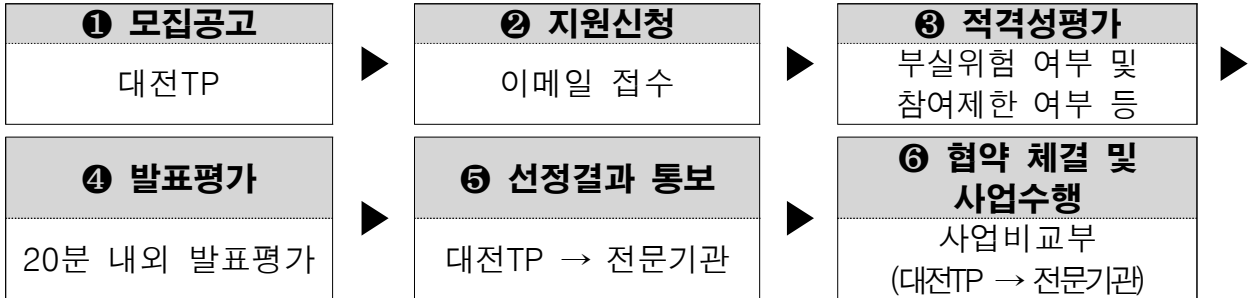 ❶ 모집공고
대전TP
▶
❷ 지원신청
이메일 접수
▶
❸ 적격성평가
부실위험 여부 및
참여제한 여부 등
▶
❹ 발표평가
20분 내외 발표평가
▶
❺ 선정결과 통보
대전TP → 전문기관
▶
❻ 협약 체결 및
사업수행
사업비교부
(대전TP → 전문기관)